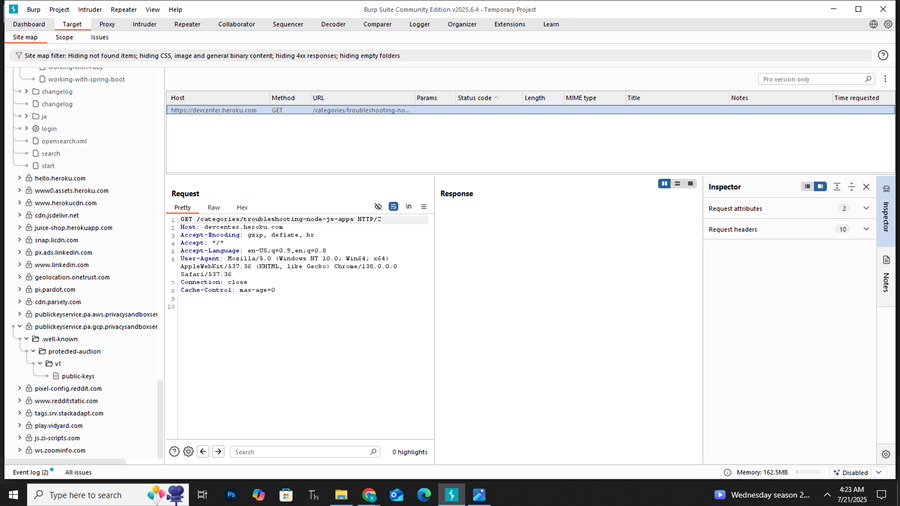 Burp Project Intruder Repeater View Help Burp Suite Community Edition v2025.6.4 - Temporary Project
Dashboard Target Proxy Intruder Repeater Collaborator Sequencer Decoder Comparer Logger Organizer Extensions Learn
Site map Scope Issues
Site map filter: Hiding not found items; hiding CSS, image and general binary content; hiding 4xx responses; hiding empty folders
working-with-spring-boot
changelog
changelog
ja
login
opensearch.xml
search
start
hello.heroku.com
www0.assets.heroku.com
www.herokucdn.com
cdn.jsdelivr.net
juice-shop.herokuapp.com
snap.licdn.com
px.ads.linkedin.com
www.linkedin.com
geolocation.onetrust.com
pi.pardot.com
cdn.parsely.com
publickeyservice.pa.aws.privacysandboxser
publickeyservice.pa.gcp.privacysandboxser
.well-known
protected-auction
v1
public-keys
pixel-config.reddit.com
www.redditstatic.com
tags.srv.stackadapt.com
play.vidyard.com
js.zi-scripts.com
ws.zoominfo.com
Pro version only
Host Method URL Params Status code Length MIME type Title Notes Time requested
https://devcenter.heroku.com GET /categories/troubleshooting-no...
Request
Pretty Raw Hex
\n
1 GET /categories/troubleshooting-node-js-apps HTTP/2
2 Host: devcenter.heroku.com
3 Accept-Encoding: gzip, deflate, br
4 Accept: */*
5 Accept-Language: en-US;q=0.9,en;q=0.8
6 User-Agent: Mozilla/5.0 (Windows NT 10.0; Win64; x64)
AppleWebKit/537.36 (KHTML, like Gecko) Chrome/138.0.0.0
Safari/537.36
7 Connection: close
8 Cache-Control: max-age=0
9
10
Search 0 highlights
Response
Inspector
Request attributes 2
Request headers 10
Inspector
Notes
Event log (2) All issues Memory: 162.5MB Disabled
Type here to search Ps Th Wednesday season 2... 4:23 AM
7/21/2025